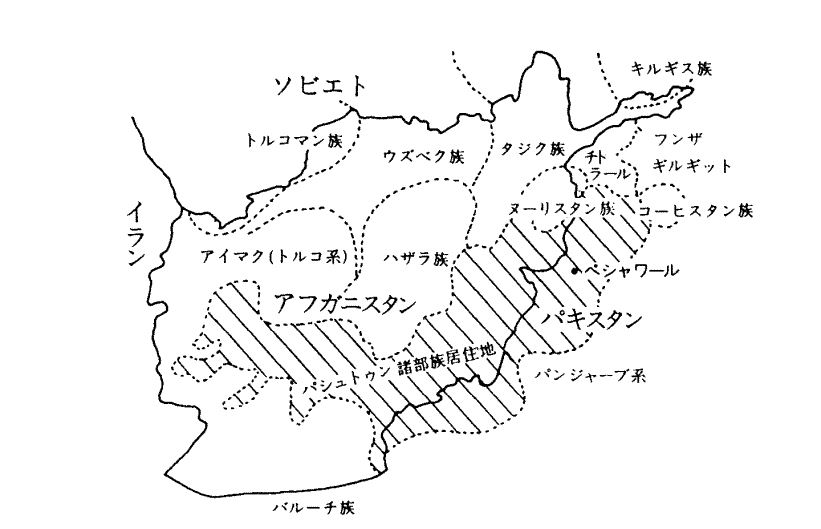 キルギス族
ソビエト
トルコマン族
ウズベク族
タジク族
チト
ラール
フンザ
ギルギット
ヌーリスタン族
コーヒスタン族
イラン
アイマク(トルコ系)
ハザラ族
ペシャワール
アフガニスタン
パキスタン
パシュトゥン諸部族居住地
パンジャーブ系
バルーチ族